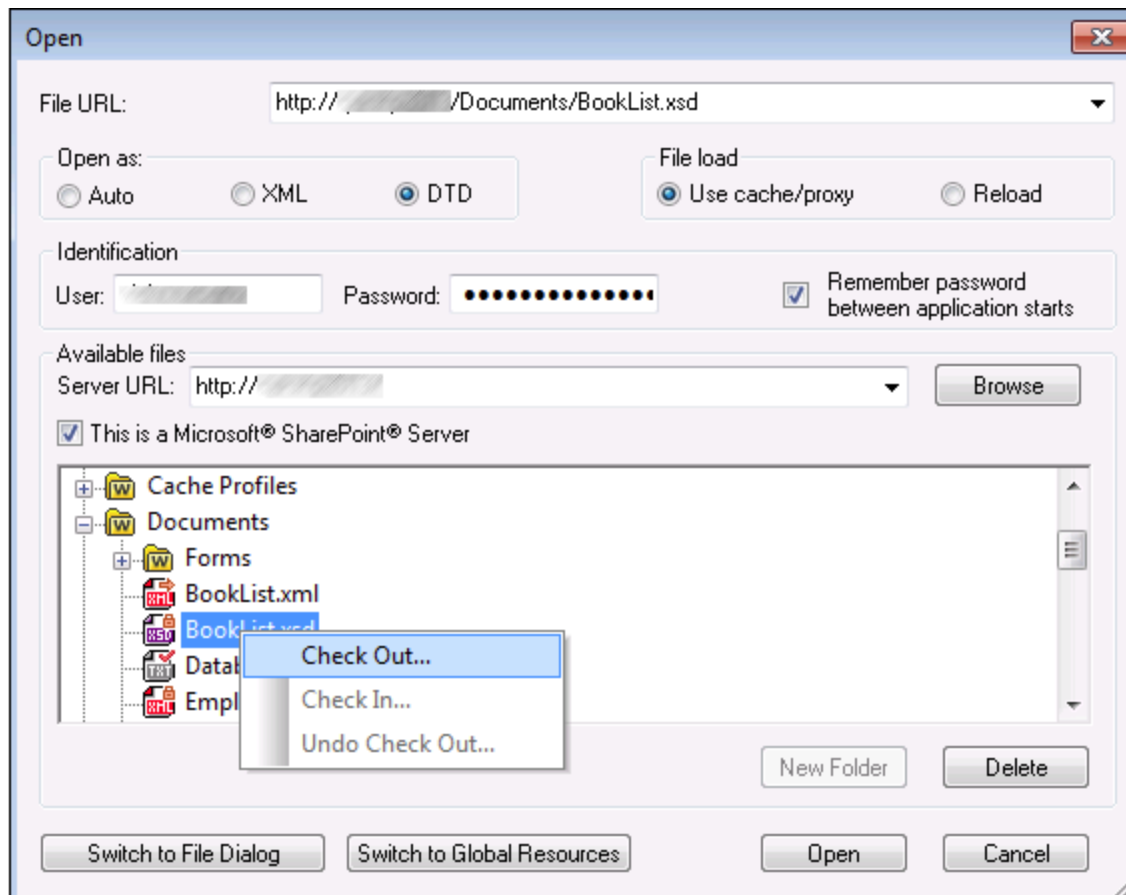 Open
File URL: http:// /Documents/BookList.xsd
Open as:
Auto XML DTD
File load
Use cache/proxy Reload
Identification
User: Password: Remember password
between application starts
Available files
Server URL: http:// Browse
This is a Microsoft® SharePoint® Server
Cache Profiles
Documents
Forms
BookList.xml
BookList.xsd
Check Out...
Check In...
Undo Check Out...
New Folder Delete
Switch to File Dialog Switch to Global Resources Open Cancel